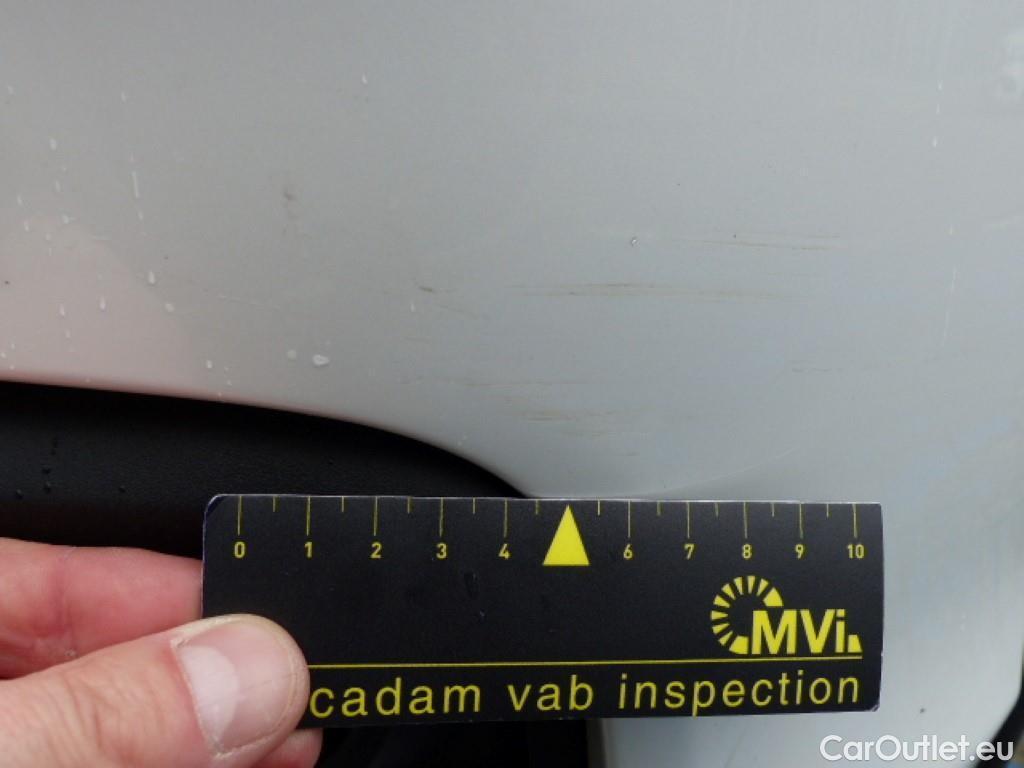 0 1 2 3 4 6 7 8 9 10
MVi
cadam vab inspection
CarOutlet.eu